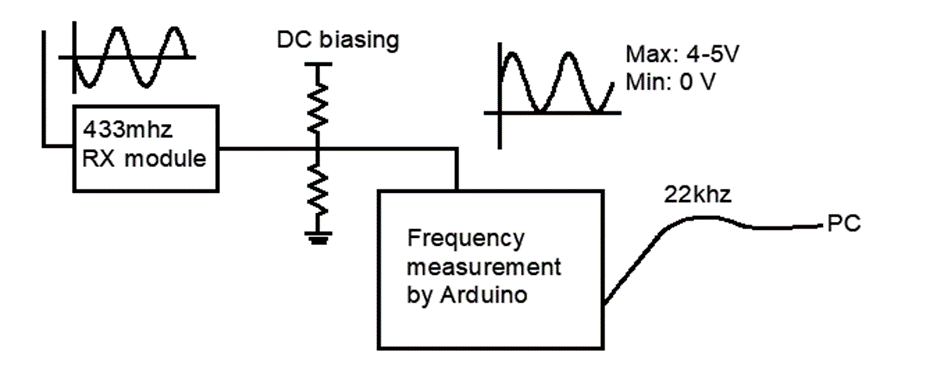 DC biasing
Max: 4-5V
Min: 0 V
433mhz
RX module
22khz
PC
Frequency
measurement
by Arduino